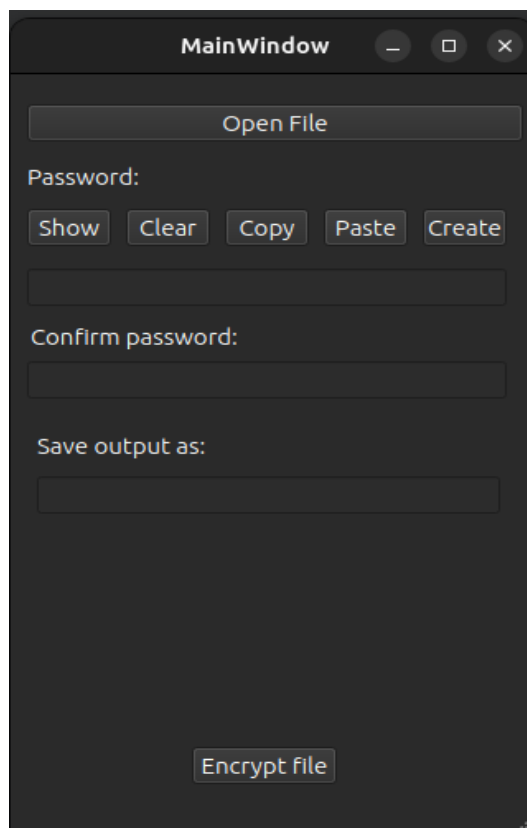 MainWindow
Open File
Password:
Show Clear Copy Paste Create
Confirm password:
Save output as:
Encrypt file